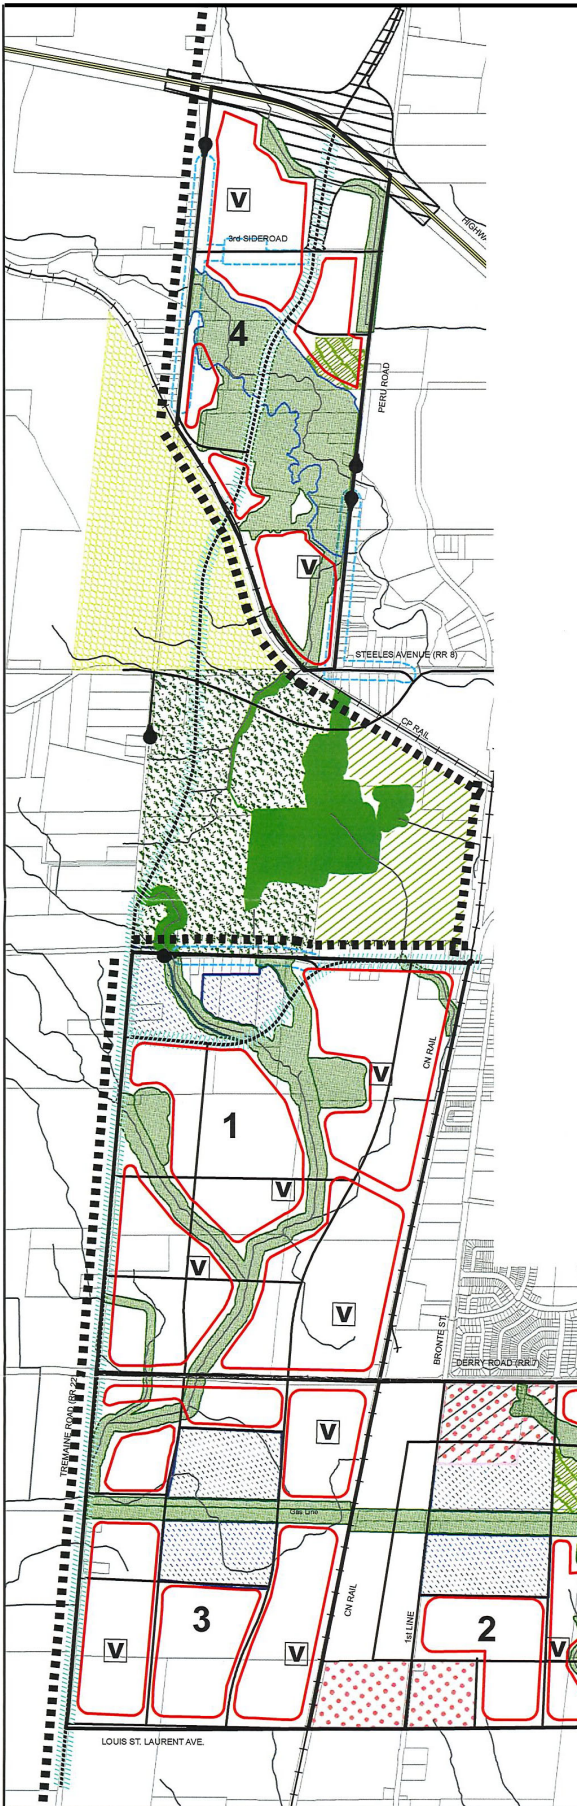 HIGHWA
V
3rd SIDEROAD
4
PERU ROAD
V
STEELES AVENUE (RR 8)
CP RAIL
CN RAIL
V
1
V
V
V
BRONTE ST.
DERRY ROAD (RR 7)
TREMAINE ROAD (RR 22)
V
Gas Line
CN RAIL
1st LINE
3
2
V
V
V
LOUIS ST. LAURENT AVE.